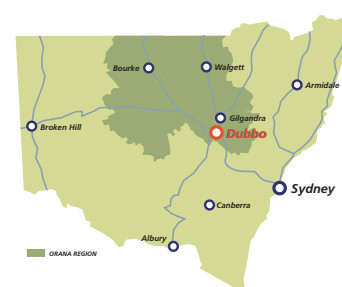 Bourke
Walgett
Armidale
Gilgandra
Broken Hill
Dubbo
Sydney
Canberra
Albury
ORANA REGION